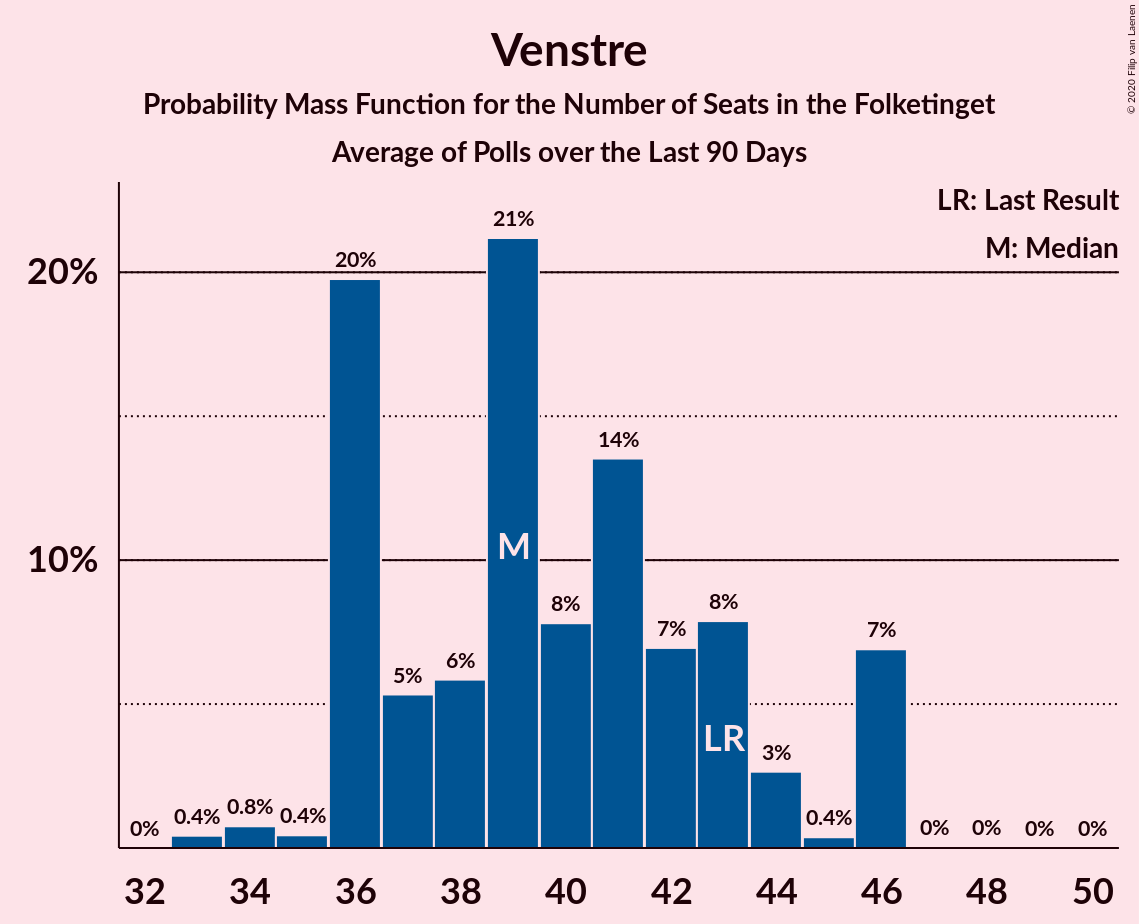 Venstre
Probability Mass Function for the Number of Seats in the Folketinget
Average of Polls over the Last 90 Days
© 2020 Filip van Laenen
LR: Last Result
M: Median
20%
10%
0%
0.4%
0.8%
0.4%
20%
5%
6%
21%
8%
14%
7%
8%
3%
0.4%
7%
0%
0%
0%
0%
M
LR
32 34 36 38 40 42 44 46 48 50